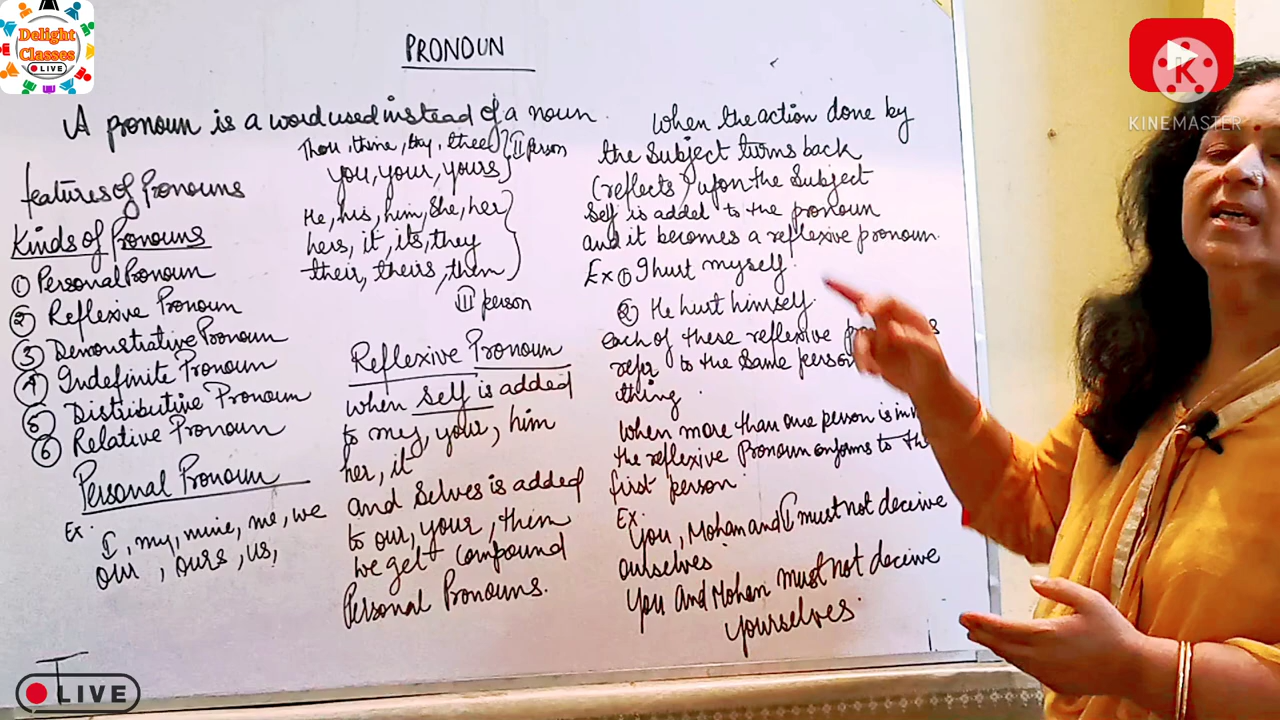 Delight
Classes
LIVE
PRONOUN
A pronoun is a word used instead of a noun.
features of Pronouns
Kinds of Pronouns
① Personal Pronoun
② Reflexive Pronoun
③ Demonstrative Pronoun
④ Indefinite Pronoun
⑤ Distributive Pronoun
⑥ Relative Pronoun
Personal Pronoun
Ex. I, my, mine, me, we
our, ours, us,
Thou, thine, thy, thee II person
you, your, yours
He, his, him, She, her
hers, it, its, they
their, theirs, them
III person
Reflexive Pronoun
when Self is added
to my, your, him
her, it
and Selves is added
to our, your, them
we get compound
Personal Pronouns.
When the action done by
the Subject turns back
(reflects) upon the Subject
Self is added to the pronoun
and it becomes a reflexive pronoun.
Ex ① I hurt myself.
② He hurt himself.
each of these reflexive
refer to the Same person
thing.
When more than one person is
the reflexive Pronoun onforms to the
first person.
Ex.
You, Mohan and I must not decive
ourselves
You and Mohan must not decive
yourselves.
K
KINEMASTER
LIVE